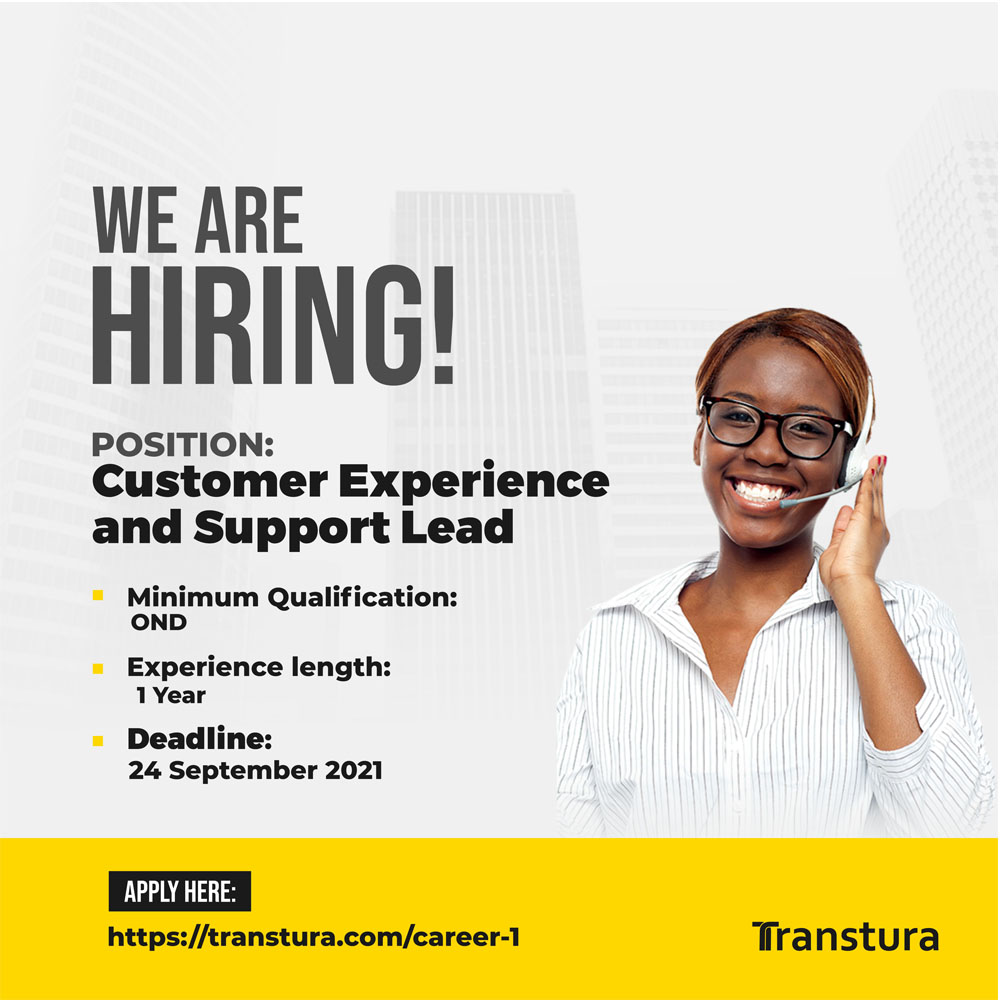 WE ARE
HIRING!
POSITION:
Customer Experience
and Support Lead
Minimum Qualification:
OND
Experience length:
1 Year
Deadline:
24 September 2021
APPLY HERE:
https://transtura.com/career-1
Transtura